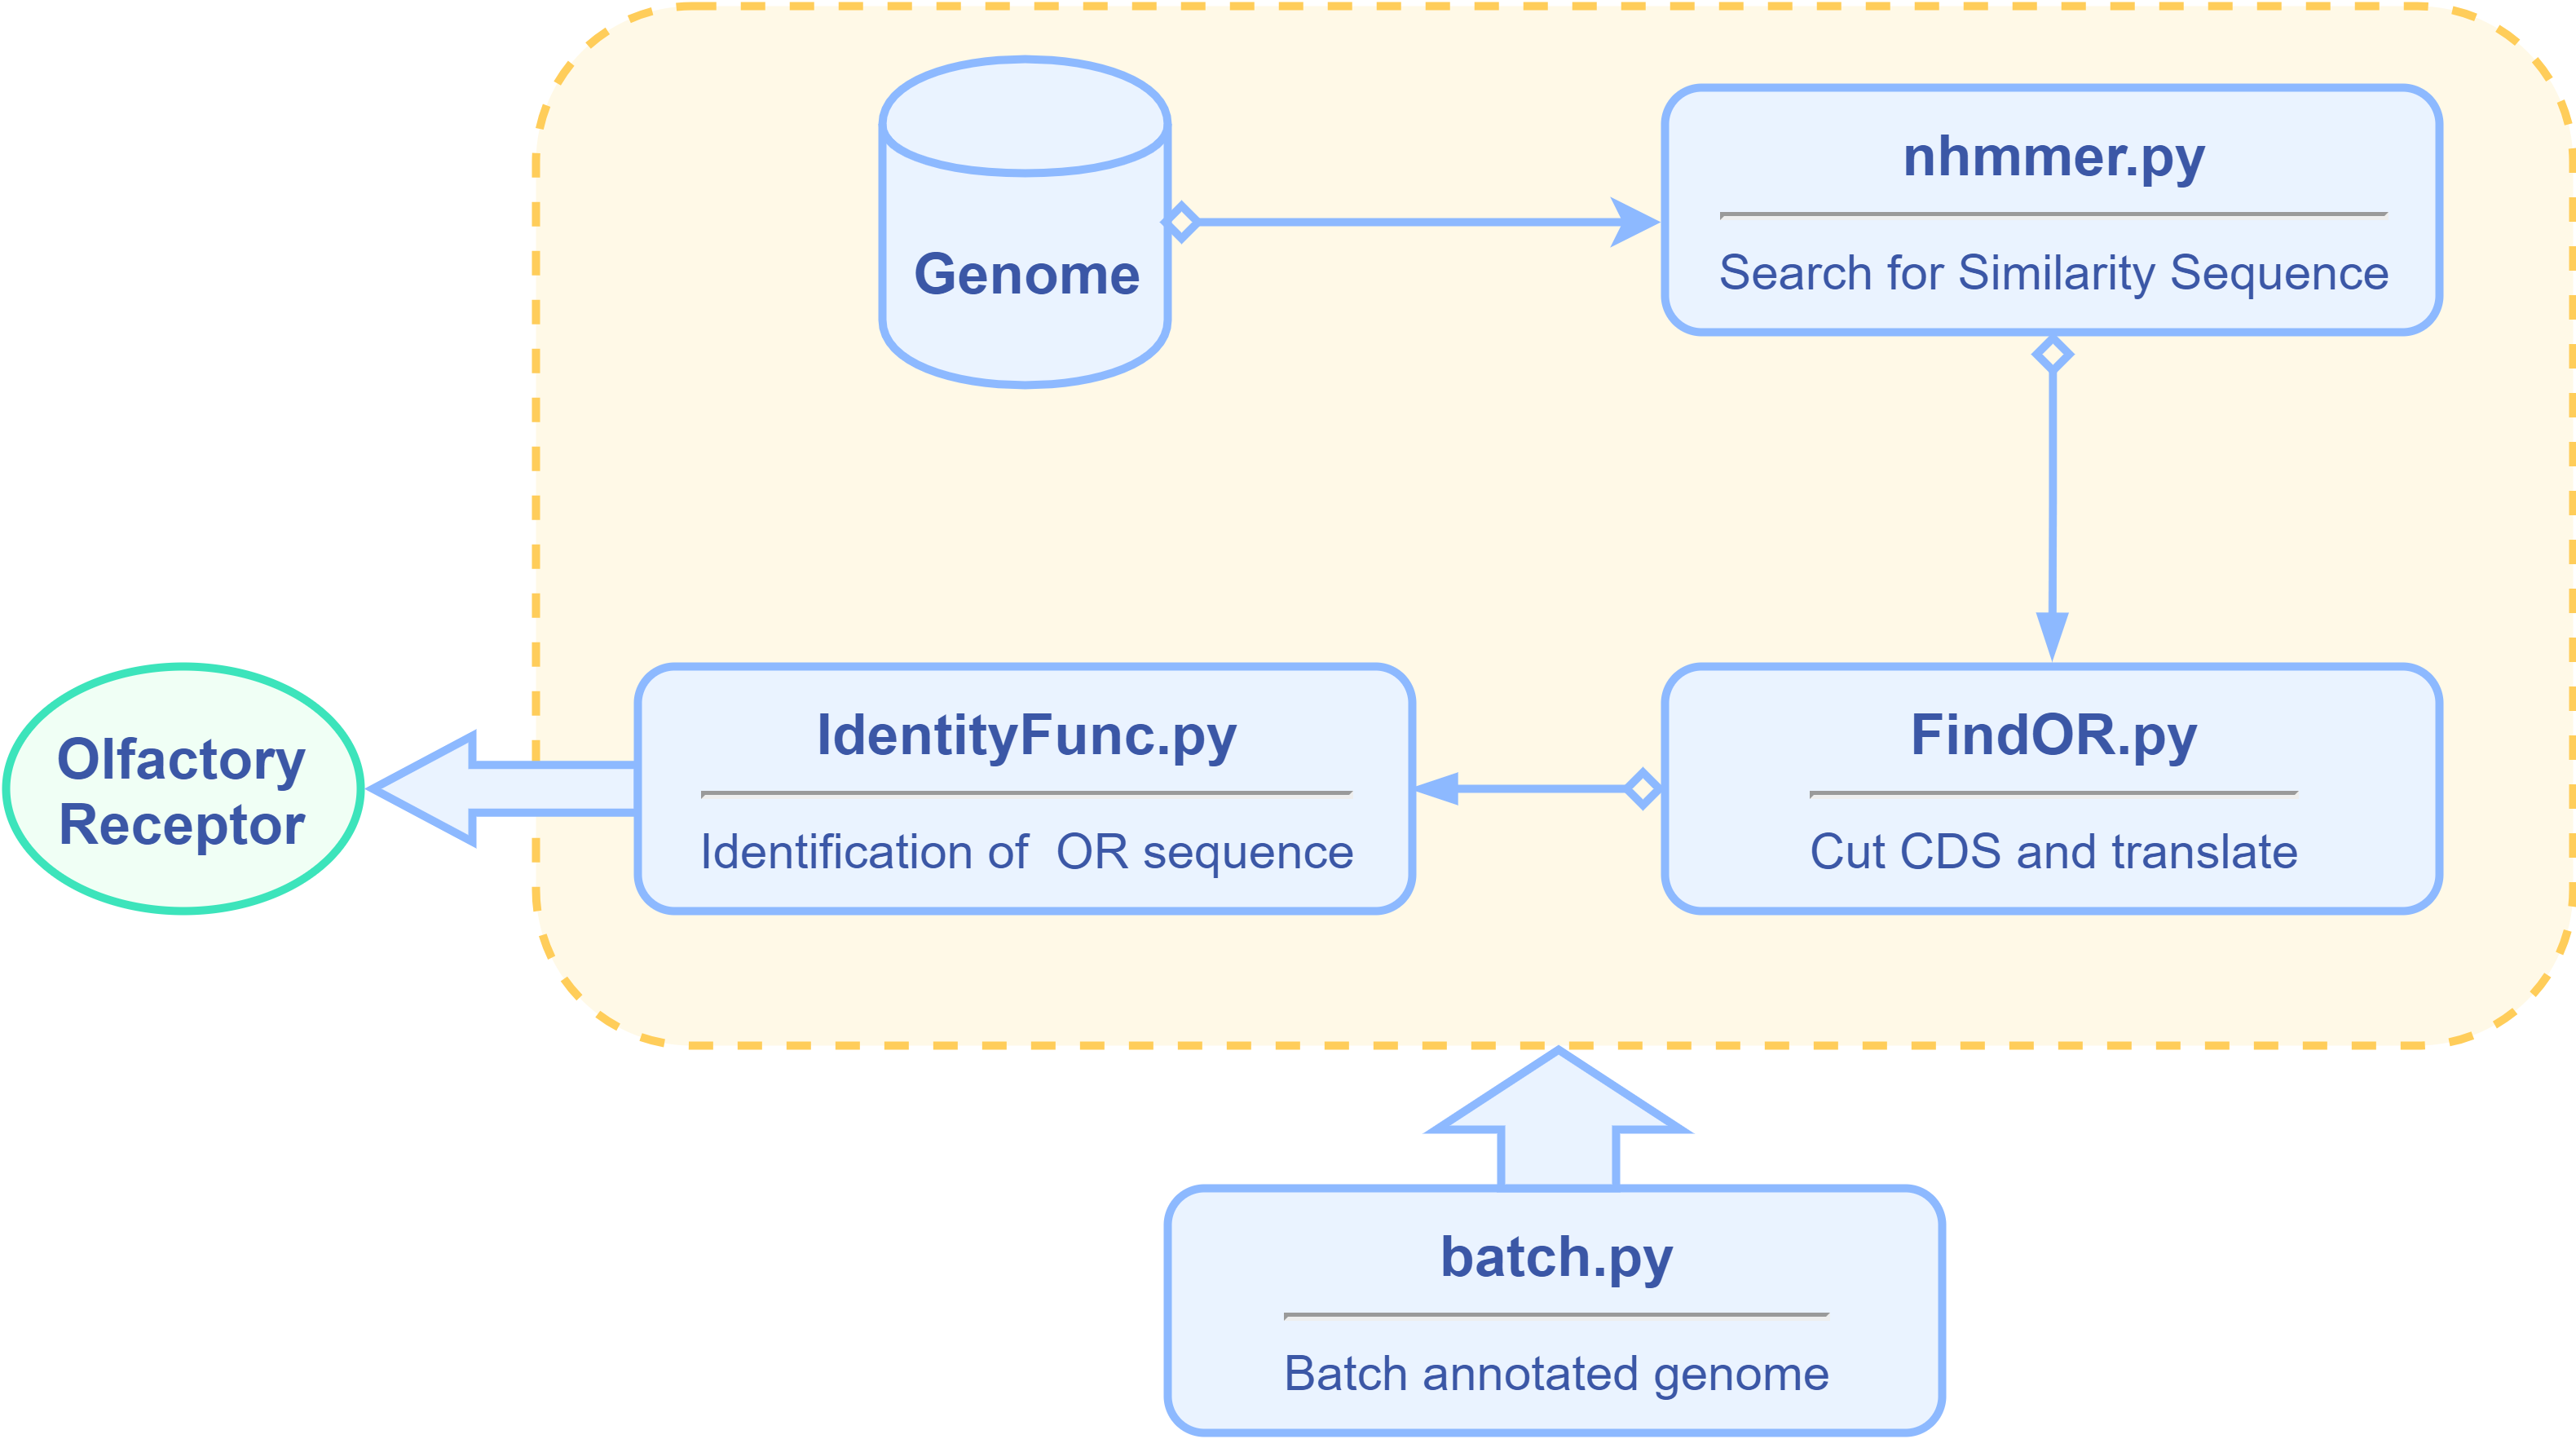 Genome
nhmmer.py
Search for Similarity Sequence
Olfactory
Receptor
IdentityFunc.py
Identification of  OR sequence
FindOR.py
Cut CDS and translate
batch.py
Batch annotated genome